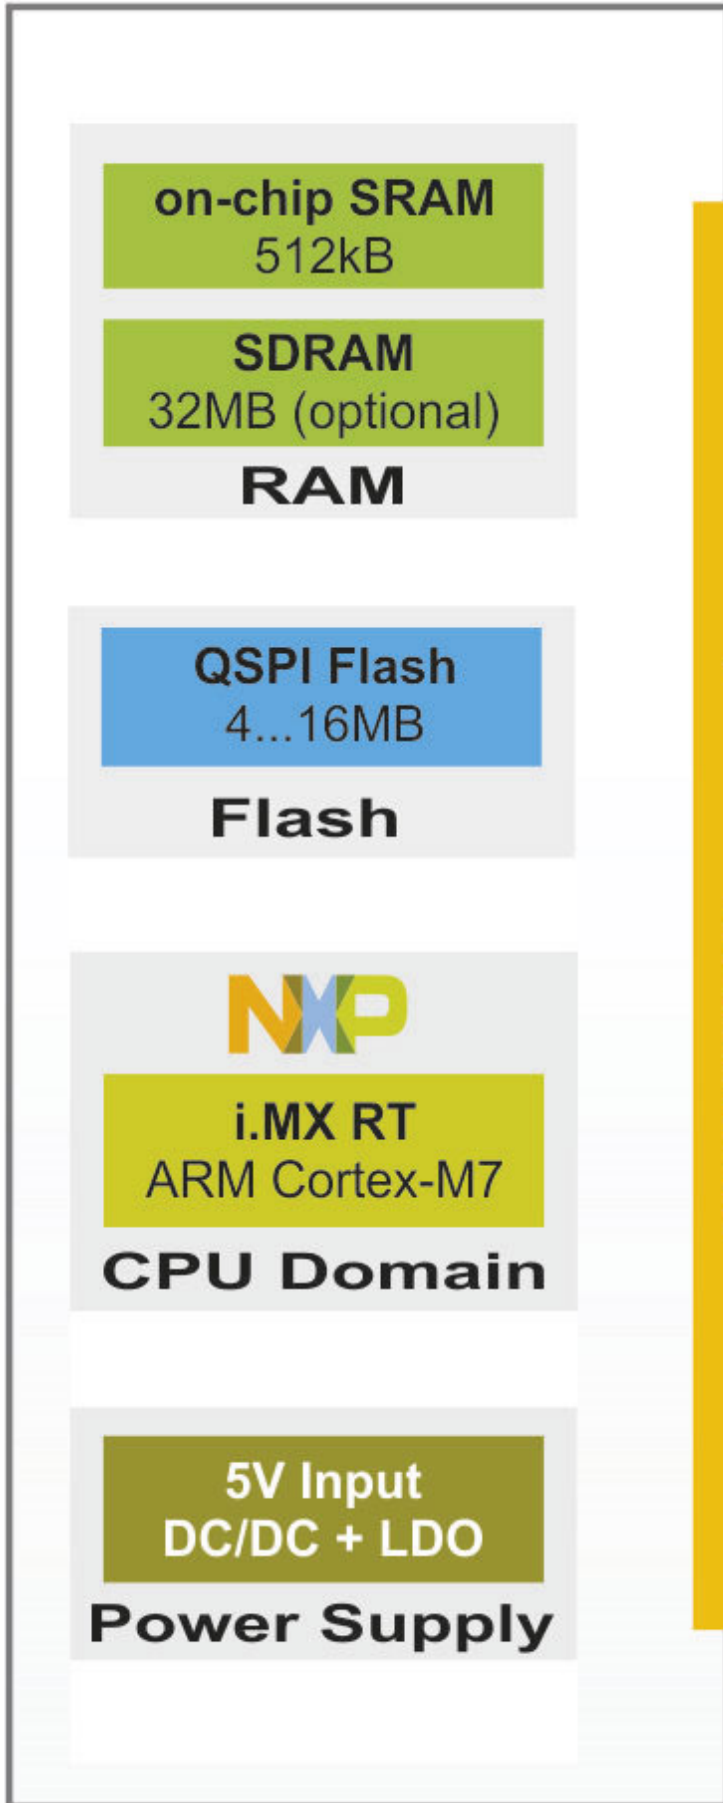 on-chip SRAM
512kB
SDRAM
32MB (optional)
RAM
QSPI Flash
4...16MB
Flash
NXP
i.MX RT
ARM Cortex-M7
CPU Domain
5V Input
DC/DC + LDO
Power Supply